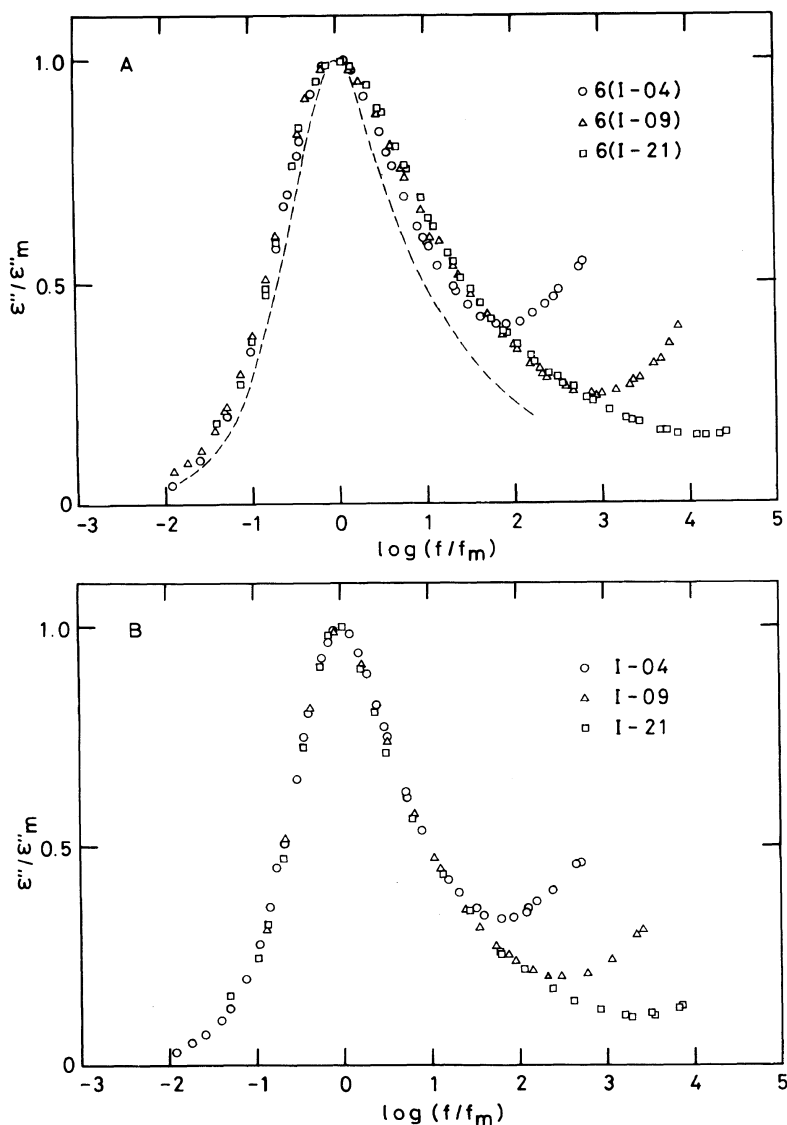 A
1.0
0.5
0
ε"/ε"m
○ 6(I-04)
△ 6(I-09)
□ 6(I-21)
-3 -2 -1 0 1 2 3 4 5
log (f/fm)
B
1.0
0.5
0
ε"/ε"m
○ I-04
△ I-09
□ I-21
-3 -2 -1 0 1 2 3 4 5
log (f/fm)